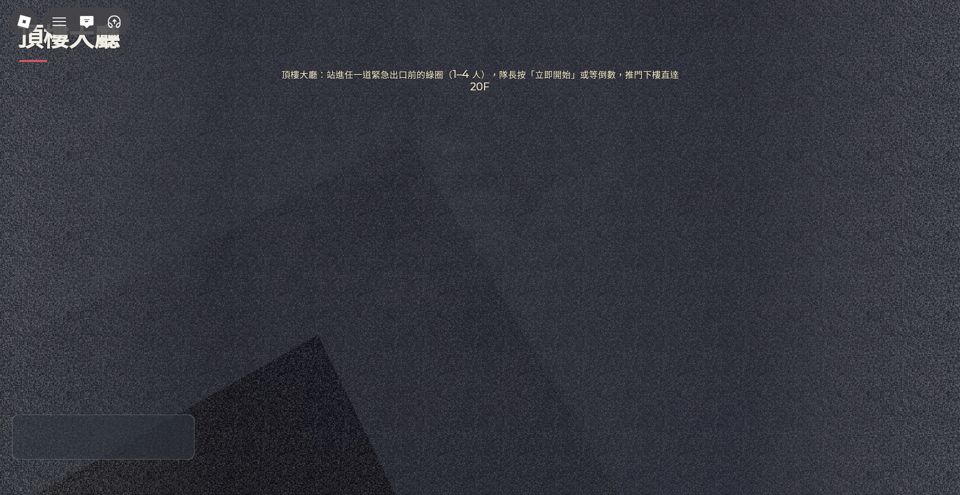 頂樓大廳
頂樓大廳：站進任一道緊急出口前的綠圈（1–4 人），隊長按「立即開始」或等倒數，推門下樓直達
20F